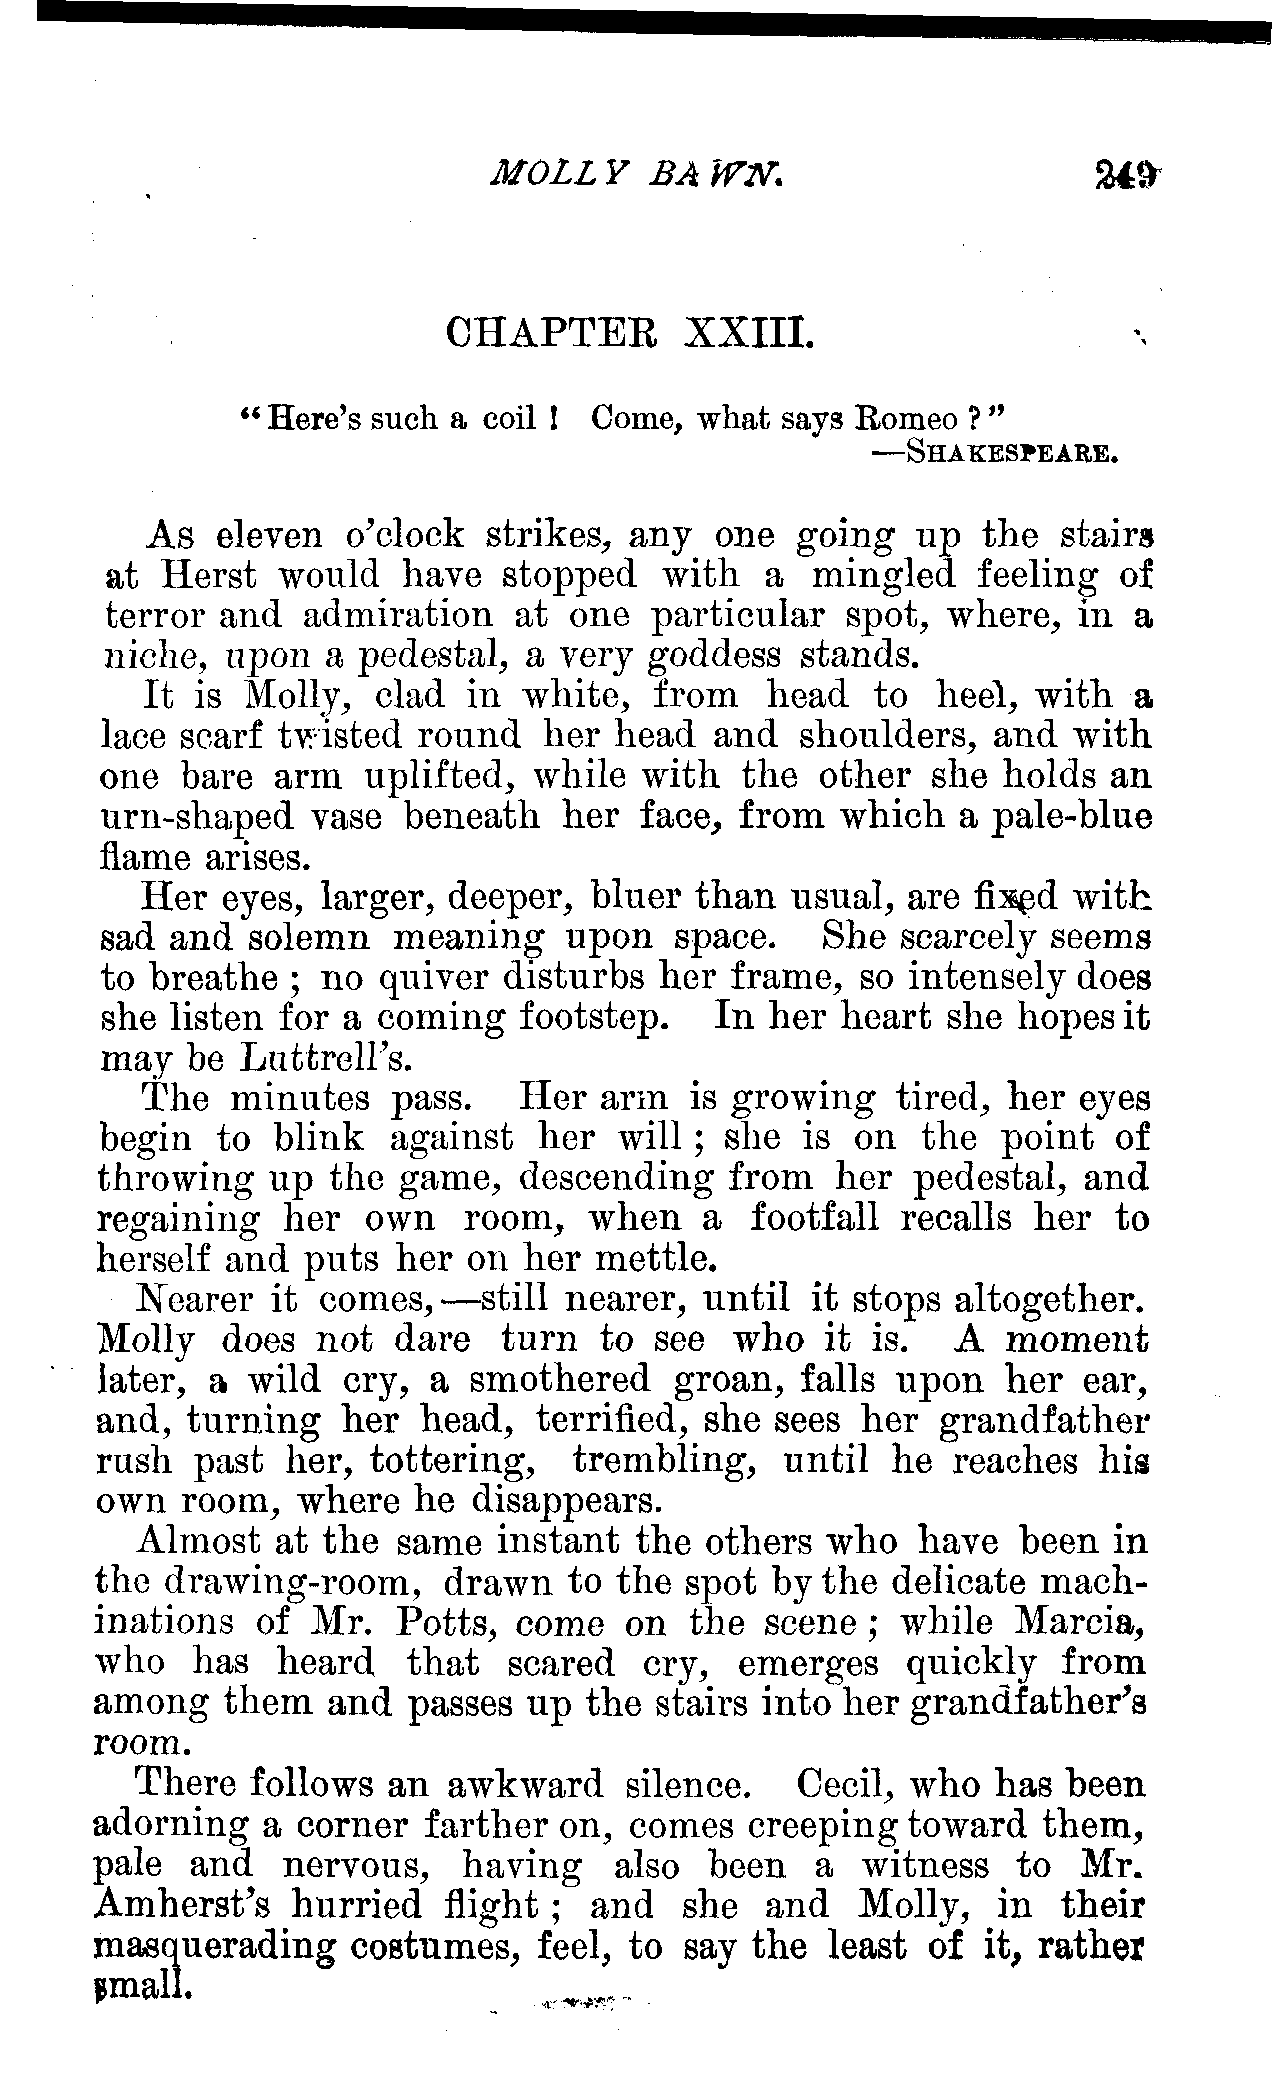 MOLLY BAWN. 249
CHAPTER XXIII.
“Here’s such a coil! Come, what says Romeo?”
—SHAKESPEARE.
As eleven o’clock strikes, any one going up the stairs
at Herst would have stopped with a mingled feeling of
terror and admiration at one particular spot, where, in a
niche, upon a pedestal, a very goddess stands.
It is Molly, clad in white, from head to heel, with a
lace scarf twisted round her head and shoulders, and with
one bare arm uplifted, while with the other she holds an
urn-shaped vase beneath her face, from which a pale-blue
flame arises.
Her eyes, larger, deeper, bluer than usual, are fixed with
sad and solemn meaning upon space. She scarcely seems
to breathe; no quiver disturbs her frame, so intensely does
she listen for a coming footstep. In her heart she hopes it
may be Luttrell’s.
The minutes pass. Her arm is growing tired, her eyes
begin to blink against her will; she is on the point of
throwing up the game, descending from her pedestal, and
regaining her own room, when a footfall recalls her to
herself and puts her on her mettle.
Nearer it comes,—still nearer, until it stops altogether.
Molly does not dare turn to see who it is. A moment
later, a wild cry, a smothered groan, falls upon her ear,
and, turning her head, terrified, she sees her grandfather
rush past her, tottering, trembling, until he reaches his
own room, where he disappears.
Almost at the same instant the others who have been in
the drawing-room, drawn to the spot by the delicate mach-
inations of Mr. Potts, come on the scene; while Marcia,
who has heard that scared cry, emerges quickly from
among them and passes up the stairs into her grandfather’s
room.
There follows an awkward silence. Cecil, who has been
adorning a corner farther on, comes creeping toward them,
pale and nervous, having also been a witness to Mr.
Amherst’s hurried flight; and she and Molly, in their
masquerading costumes, feel, to say the least of it, rather
small.